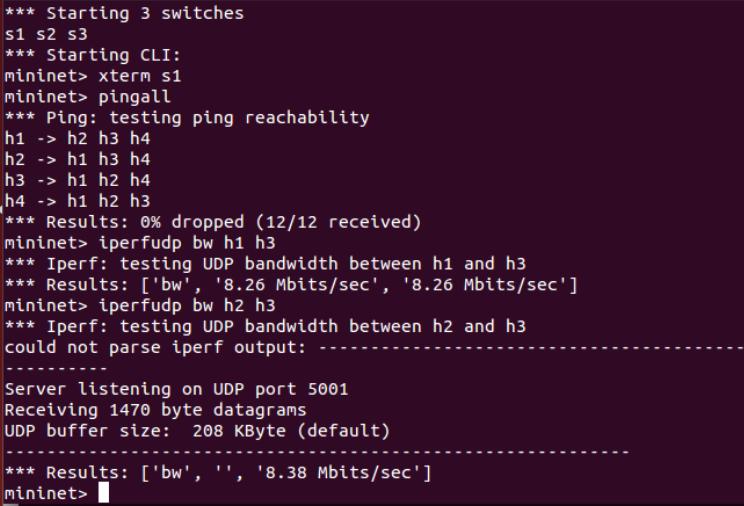 *** Starting 3 switches
s1 s2 s3
*** Starting CLI:
mininet> xterm s1
mininet> pingall
*** Ping: testing ping reachability
h1 -> h2 h3 h4
h2 -> h1 h3 h4
h3 -> h1 h2 h4
h4 -> h1 h2 h3
*** Results: 0% dropped (12/12 received)
mininet> iperfudp bw h1 h3
*** Iperf: testing UDP bandwidth between h1 and h3
*** Results: ['bw', '8.26 Mbits/sec', '8.26 Mbits/sec']
mininet> iperfudp bw h2 h3
*** Iperf: testing UDP bandwidth between h2 and h3
could not parse iperf output: -----------------------------------------
----------
Server listening on UDP port 5001
Receiving 1470 byte datagrams
UDP buffer size:  208 KByte (default)
------------------------------------------------------------
*** Results: ['bw', '', '8.38 Mbits/sec']
mininet>